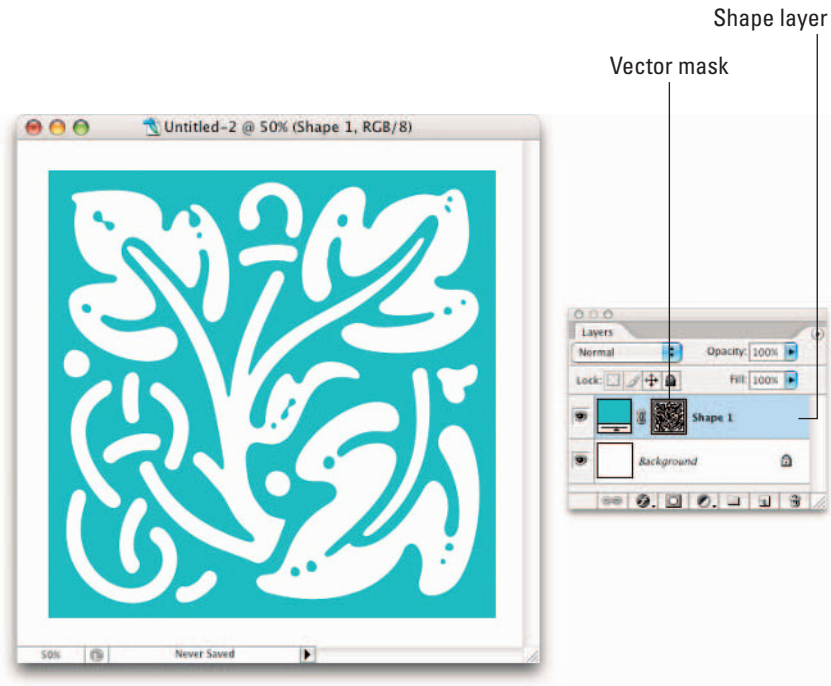 Shape layer
Vector mask
Untitled-2 @ 50% (Shape 1, RGB/8)
Layers
Normal
Opacity: 100%
Lock:
Fill: 100%
Shape 1
Background
50%
Never Saved